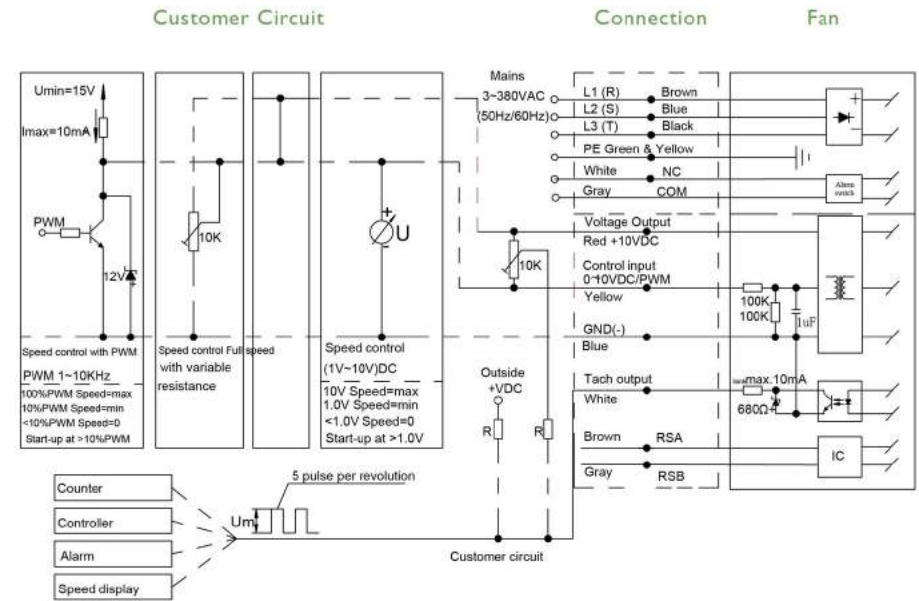 Customer Circuit
Connection
Fan
Umin=15V
Imax=10mA
PWM
12V
Speed control with PWM
PWM 1~10KHz
100%PWM Speed=max
10%PWM Speed=min
<10%PWM Speed=0
Start-up at >10%PWM
10K
Speed control Full speed
with variable
resistance
+
U
-
Speed control
(1V~10V)DC
10V Speed=max
1.0V Speed=min
<1.0V Speed=0
Start-up at >1.0V
Mains
3~380VAC
(50Hz/60Hz)
10K
Outside
+VDC
R
R
L1 (R) Brown
L2 (S) Blue
L3 (T) Black
PE Green & Yellow
White NC
Gray COM
Voltage Output
Red +10VDC
Control input
0~10VDC/PWM
Yellow
GND(-)
Blue
Tach output
White
Brown RSA
Gray RSB
+
-
Alarm
switch
100K
100K
1uF
max.10mA
680Ω
IC
Counter
Controller
Alarm
Speed display
5 pulse per revolution
Um
Customer circuit